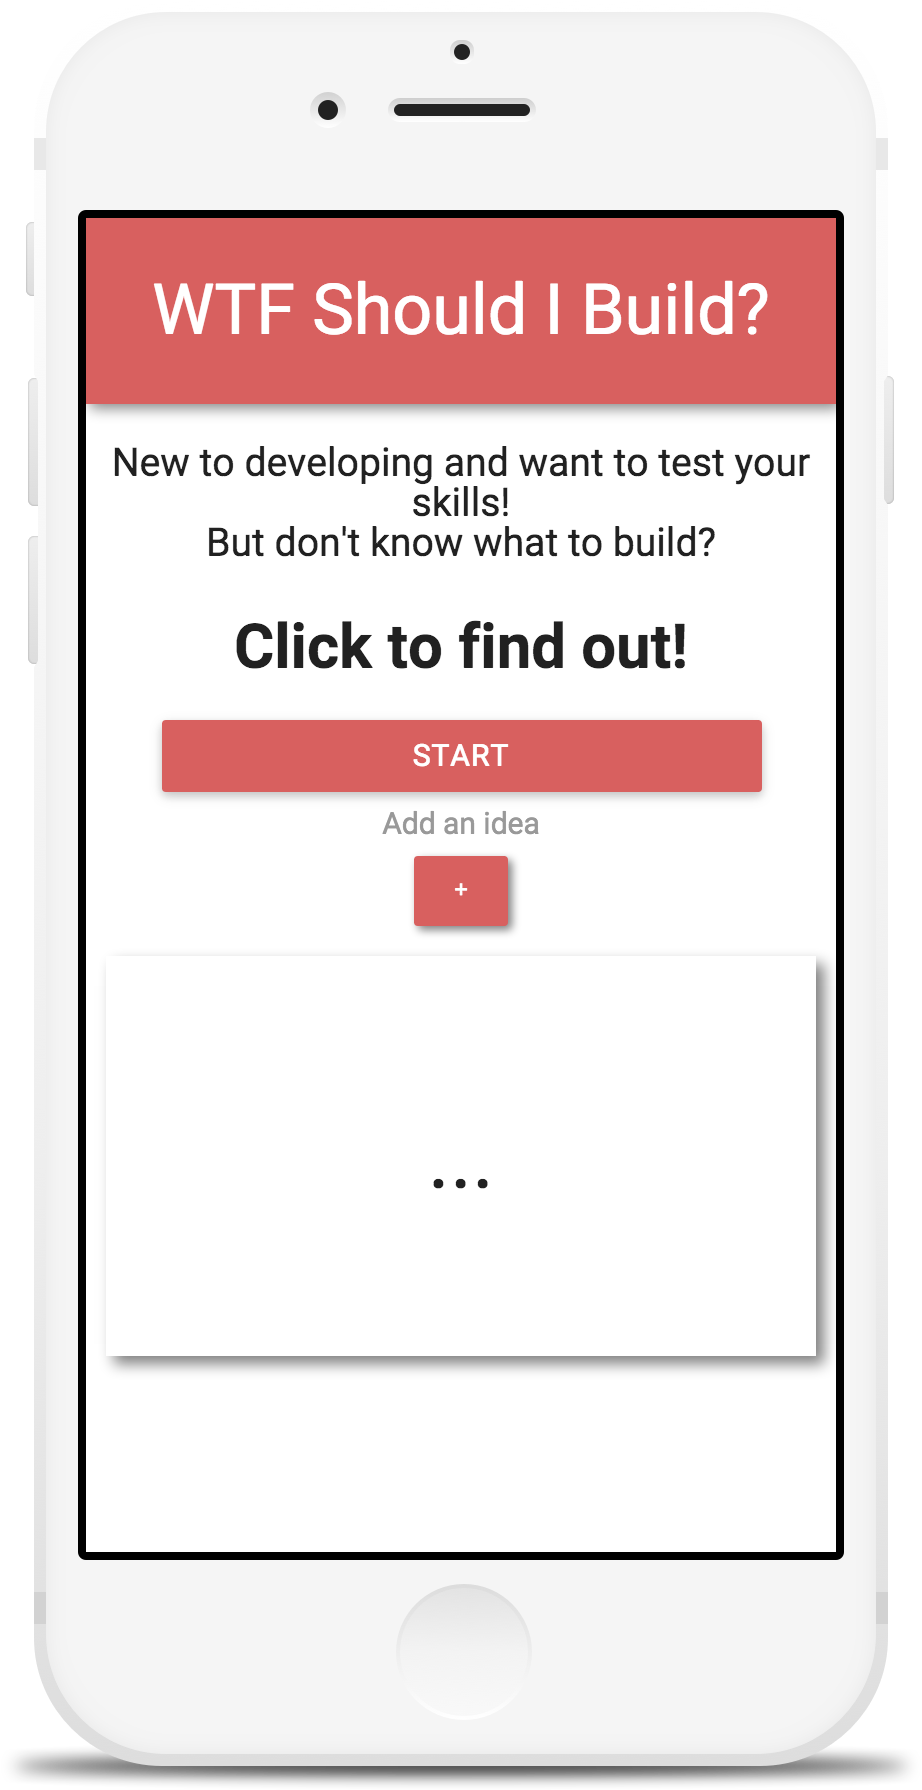 WTF Should I Build?
New to developing and want to test your
skills!
But don't know what to build?
Click to find out!
START
Add an idea
+
...